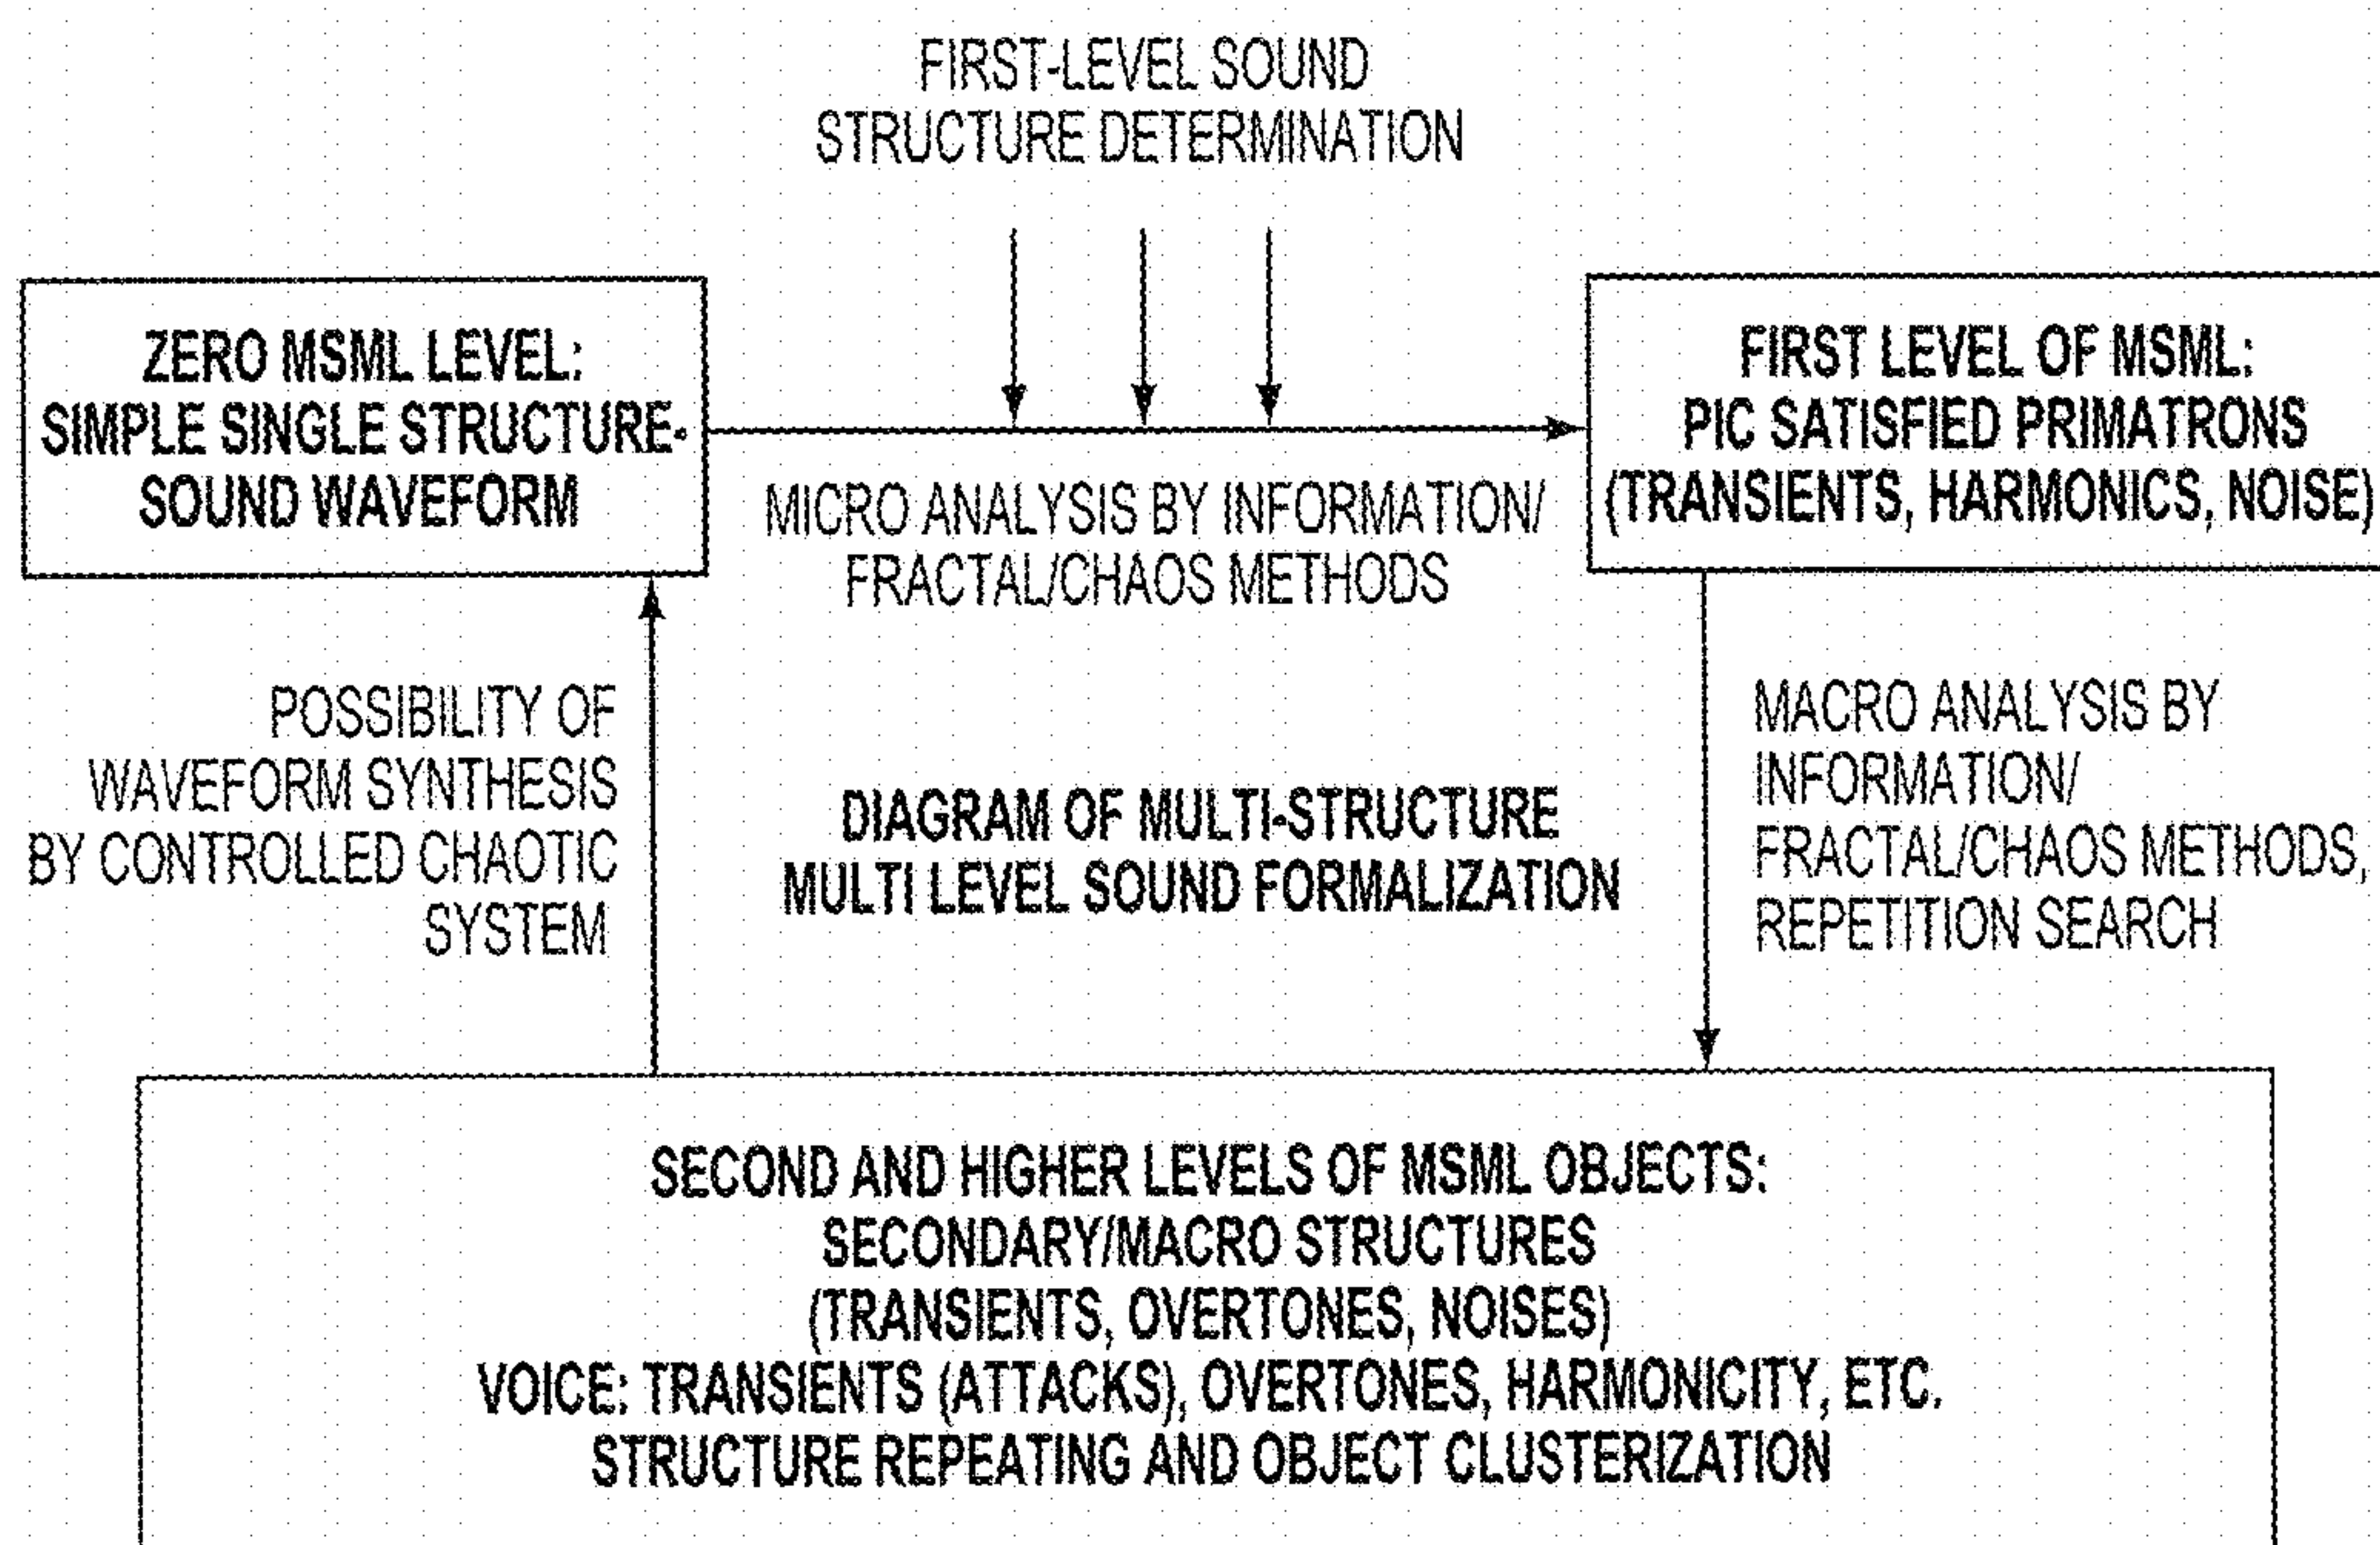 FIRST-LEVEL SOUND
STRUCTURE DETERMINATION
ZERO MSML LEVEL:
SIMPLE SINGLE STRUCTURE-
SOUND WAVEFORM
FIRST LEVEL OF MSML:
PIC SATISFIED PRIMATRONS
(TRANSIENTS, HARMONICS, NOISE)
MICRO ANALYSIS BY INFORMATION/
FRACTAL/CHAOS METHODS
POSSIBILITY OF
WAVEFORM SYNTHESIS
BY CONTROLLED CHAOTIC
SYSTEM
DIAGRAM OF MULTI-STRUCTURE
MULTI LEVEL SOUND FORMALIZATION
MACRO ANALYSIS BY
INFORMATION/
FRACTAL/CHAOS METHODS,
REPETITION SEARCH
SECOND AND HIGHER LEVELS OF MSML OBJECTS:
SECONDARY/MACRO STRUCTURES
(TRANSIENTS, OVERTONES, NOISES)
VOICE: TRANSIENTS (ATTACKS), OVERTONES, HARMONICITY, ETC.
STRUCTURE REPEATING AND OBJECT CLUSTERIZATION